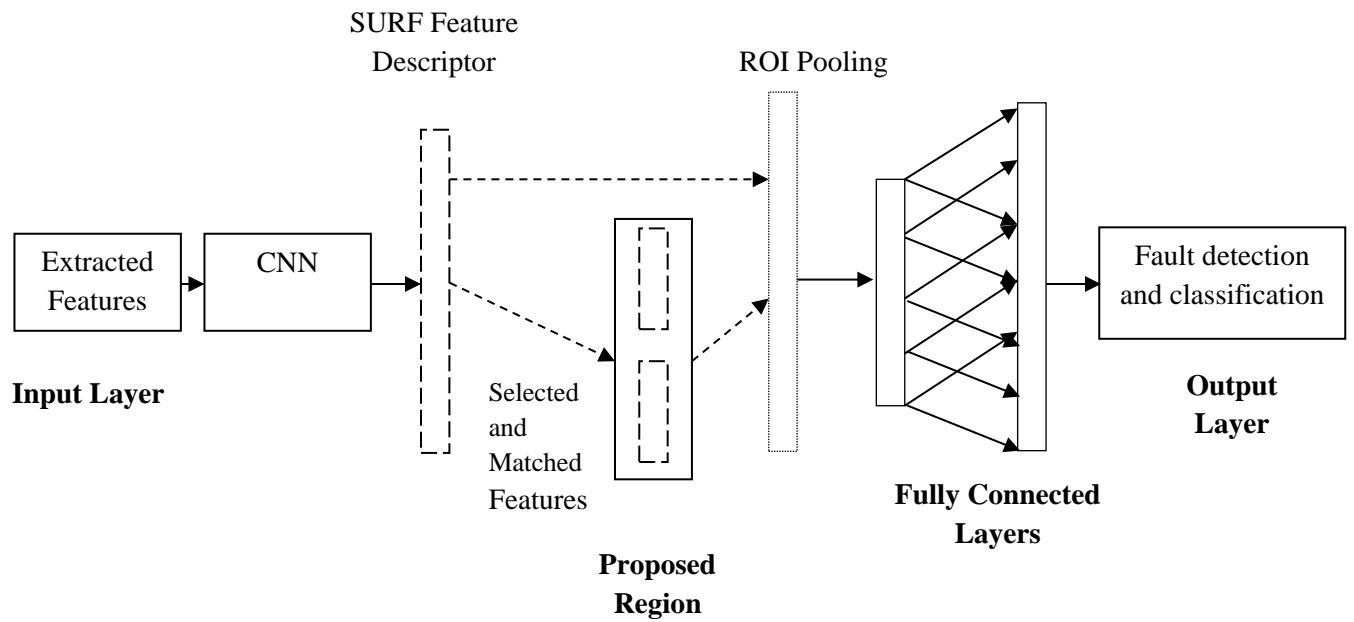 SURF Feature
Descriptor
ROI Pooling
Extracted
Features
CNN
Fault detection
and classification
Input Layer
Selected
and
Matched
Features
Output
Layer
Fully Connected
Layers
Proposed
Region